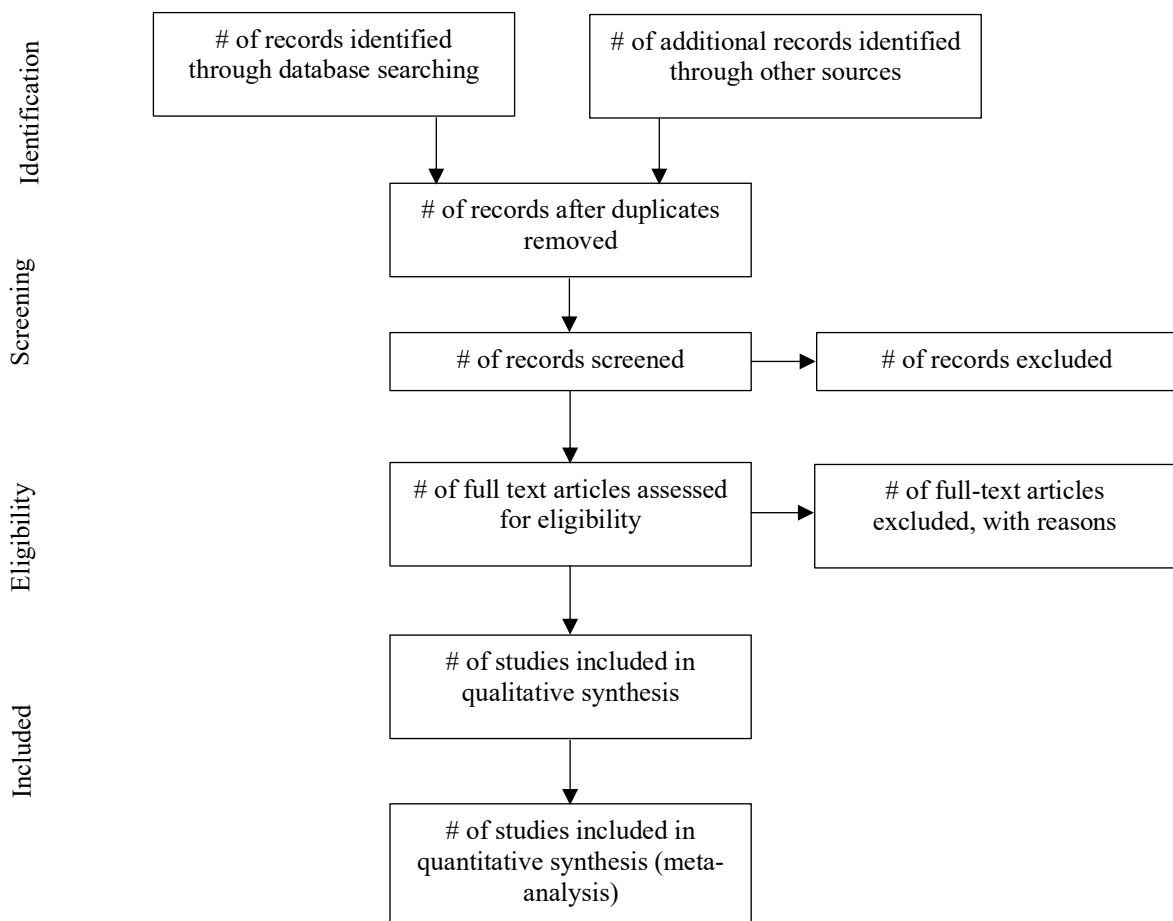 Identification
# of records identified
through database searching
# of additional records identified
through other sources
# of records after duplicates
removed
Screening
# of records screened
# of records excluded
Eligibility
# of full text articles assessed
for eligibility
# of full-text articles
excluded, with reasons
Included
# of studies included in
qualitative synthesis
# of studies included in
quantitative synthesis (meta-
analysis)